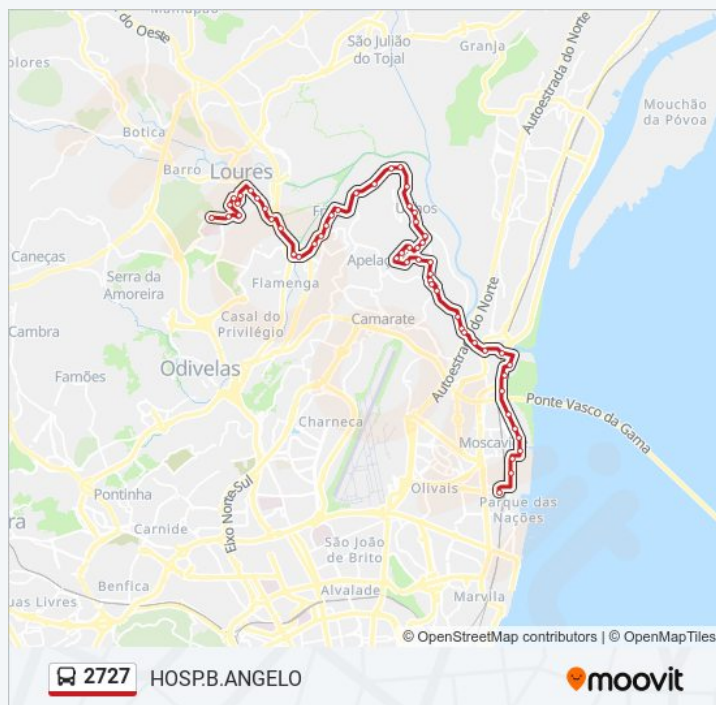 do Oeste
São Julião
do Tojal
Granja
Autoestrada do Norte
Mouchão
da Póvoa
Botica
Barro
Loures
Caneças
Apelaç
Serra da
Amoreira
Flamenga
Casal do
Privilégio
Camarate
Cambra
Famões
Odivelas
Autoestrada do Norte
Ponte Vasco da Gama
Charneca
Moscavi
Eixo Norte-Sul
Pontinha
Olivais
Parque das
Nações
Carnide
São João
de Brito
Benfica
Alvalade
Marvila
uas Livres
© OpenStreetMap contributors | © OpenMapTiles
2727 HOSP.B.ANGELO
moovit